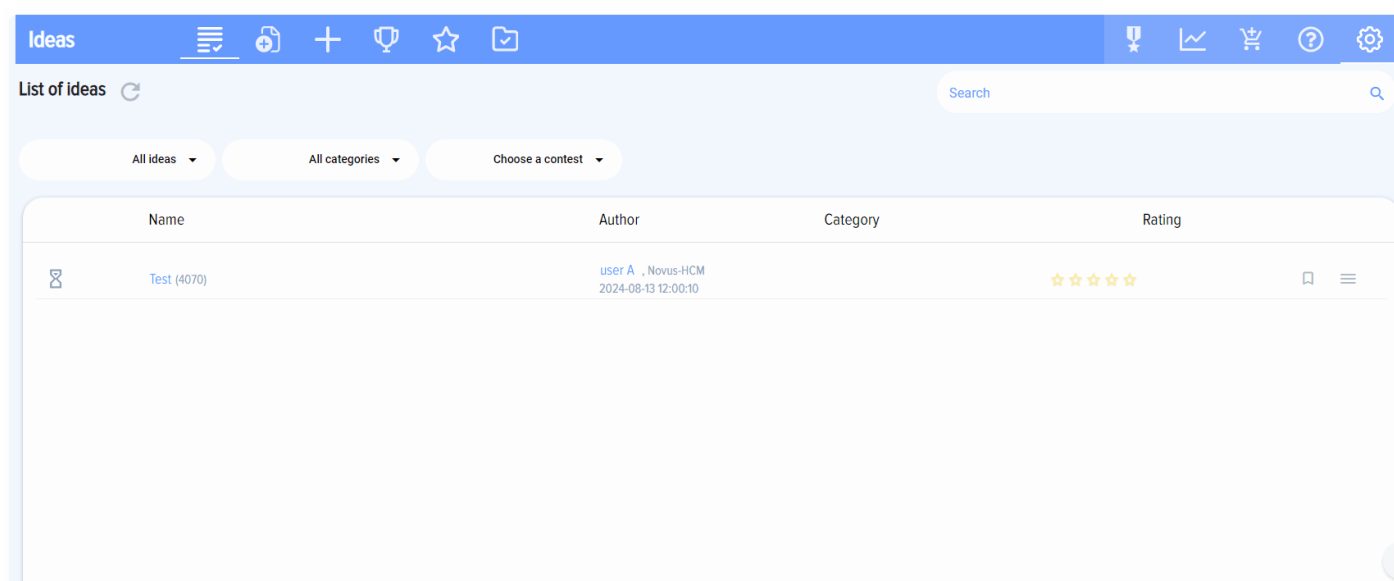 Ideas
List of ideas
Search
All ideas
All categories
Choose a contest
Name Author Category Rating
Test (4070)
user A , Novus-HCM
2024-08-13 12:00:10